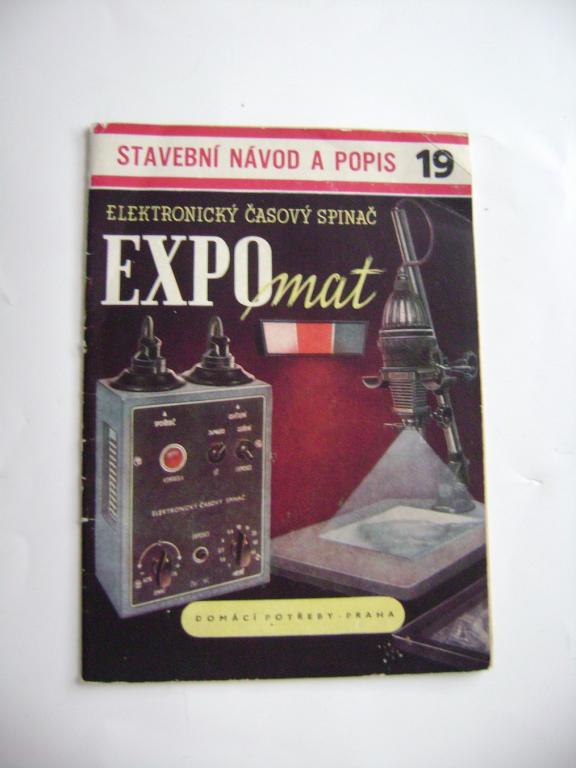 STAVEBNÍ NÁVOD A POPIS 19
ELEKTRONICKÝ ČASOVÝ SPINAČ
EXPOmat
ELEKTRONICKÝ ČASOVÝ SPINAČ
DOMÁCÍ POTŘEBY-PRAHA